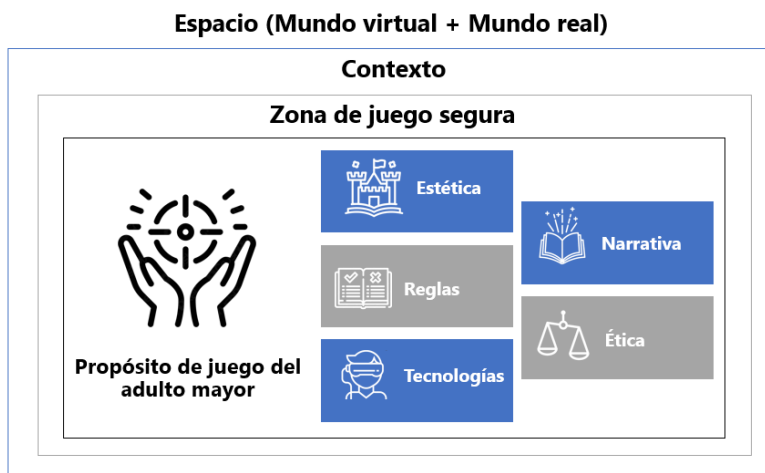 Espacio (Mundo virtual + Mundo real)
Contexto
Zona de juego segura
Estética
Narrativa
Reglas
Ética
Tecnologías
Propósito de juego del
adulto mayor